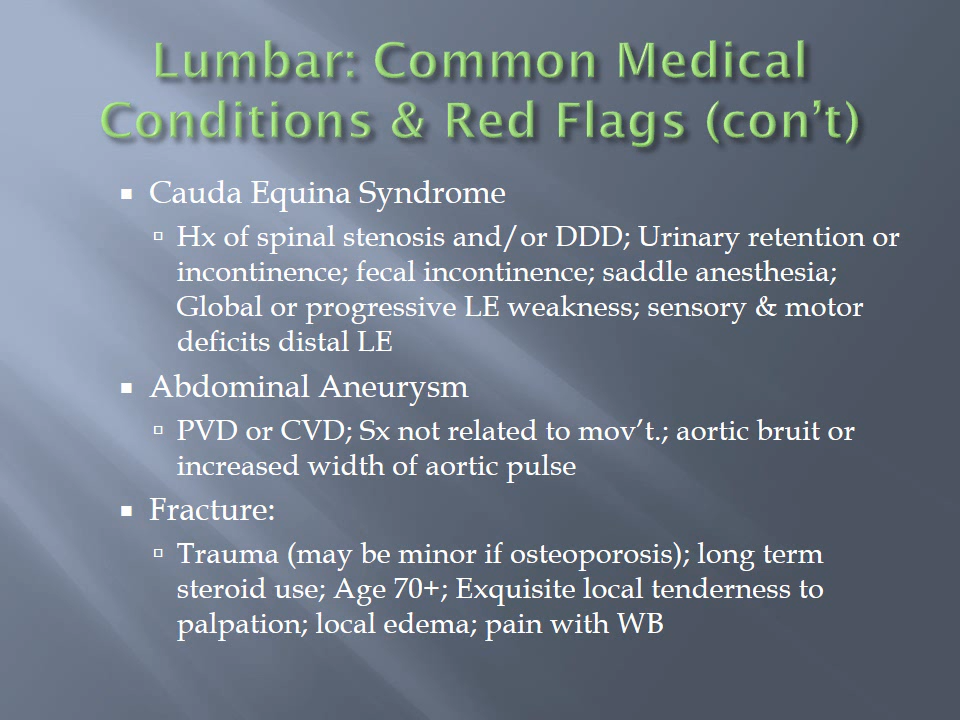 Lumbar: Common Medical
Conditions & Red Flags (con’t)
Cauda Equina Syndrome
Hx of spinal stenosis and/or DDD; Urinary retention or
incontinence; fecal incontinence; saddle anesthesia;
Global or progressive LE weakness; sensory & motor
deficits distal LE
Abdominal Aneurysm
PVD or CVD; Sx not related to mov’t.; aortic bruit or
increased width of aortic pulse
Fracture:
Trauma (may be minor if osteoporosis); long term
steroid use; Age 70+; Exquisite local tenderness to
palpation; local edema; pain with WB